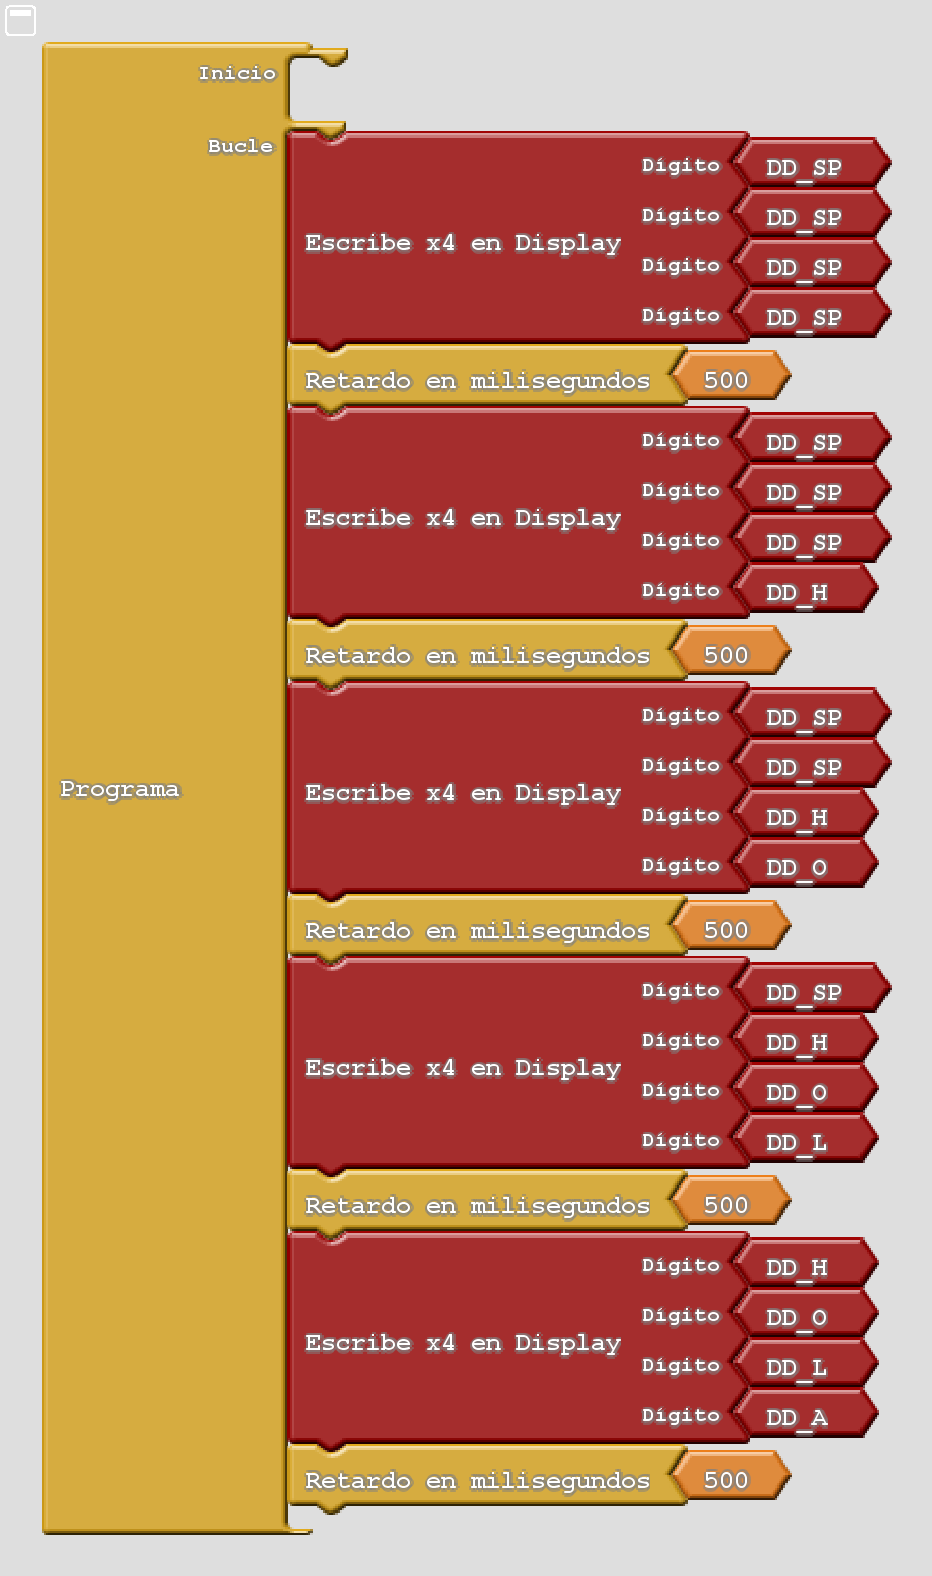 Inicio
Bucle
Dígito DD_SP
Dígito DD_SP
Escribe x4 en Display
Dígito DD_SP
Dígito DD_SP
Retardo en milisegundos 500
Dígito DD_SP
Dígito DD_SP
Escribe x4 en Display
Dígito DD_SP
Dígito DD_H
Retardo en milisegundos 500
Dígito DD_SP
Dígito DD_SP
Programa
Escribe x4 en Display
Dígito DD_H
Dígito DD_O
Retardo en milisegundos 500
Dígito DD_SP
Dígito DD_H
Escribe x4 en Display
Dígito DD_O
Dígito DD_L
Retardo en milisegundos 500
Dígito DD_H
Dígito DD_O
Escribe x4 en Display
Dígito DD_L
Dígito DD_A
Retardo en milisegundos 500